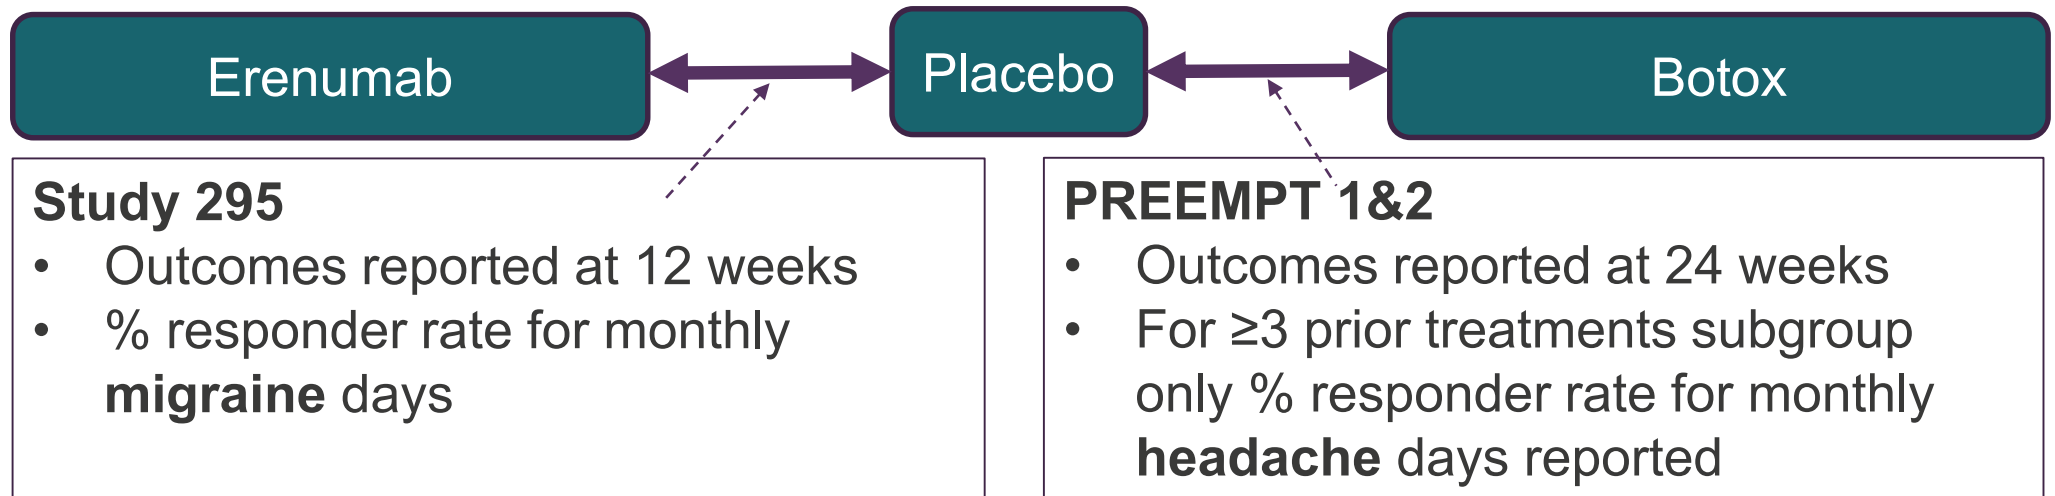 Erenumab
Placebo
Botox
Study 295
• Outcomes reported at 12 weeks
• % responder rate for monthly
migraine days
PREEMPT 1&2
• Outcomes reported at 24 weeks
• For ≥3 prior treatments subgroup
only % responder rate for monthly
headache days reported